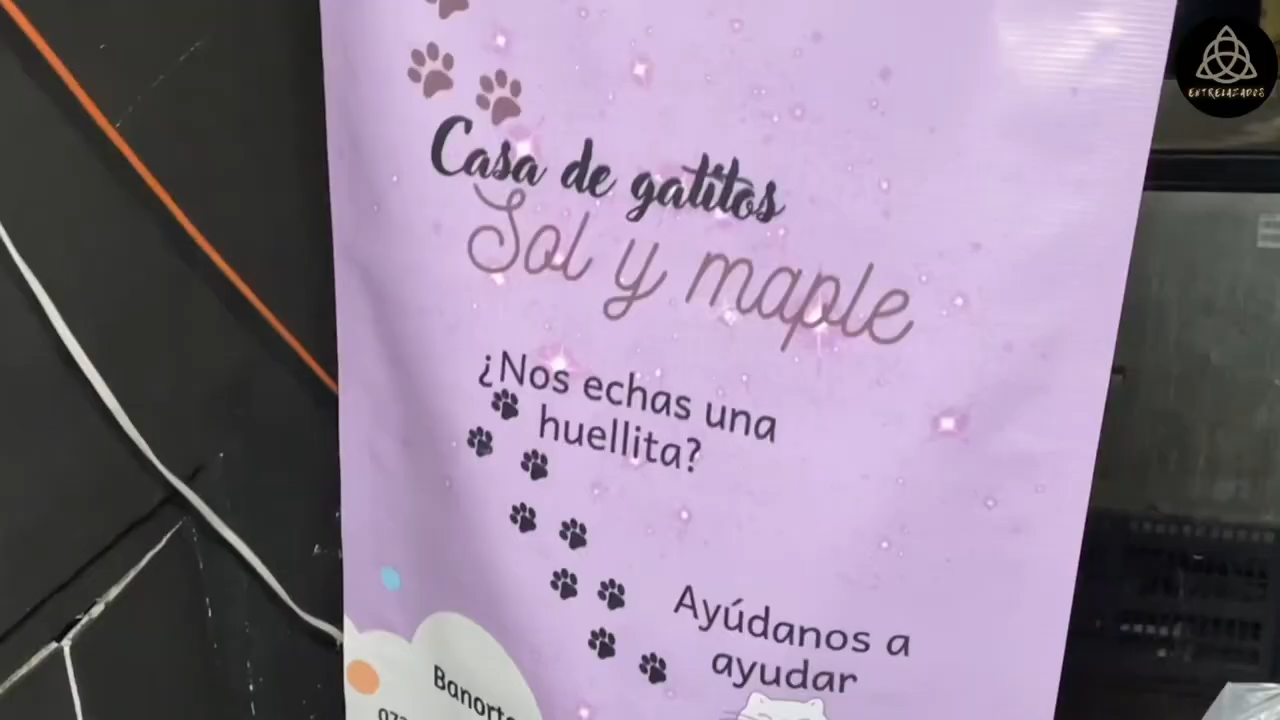 ENTRELAZADOS
Casa de gatitos
Sol y maple
¿Nos echas una
huellita?
Ayúdanos a
ayudar
Banorte